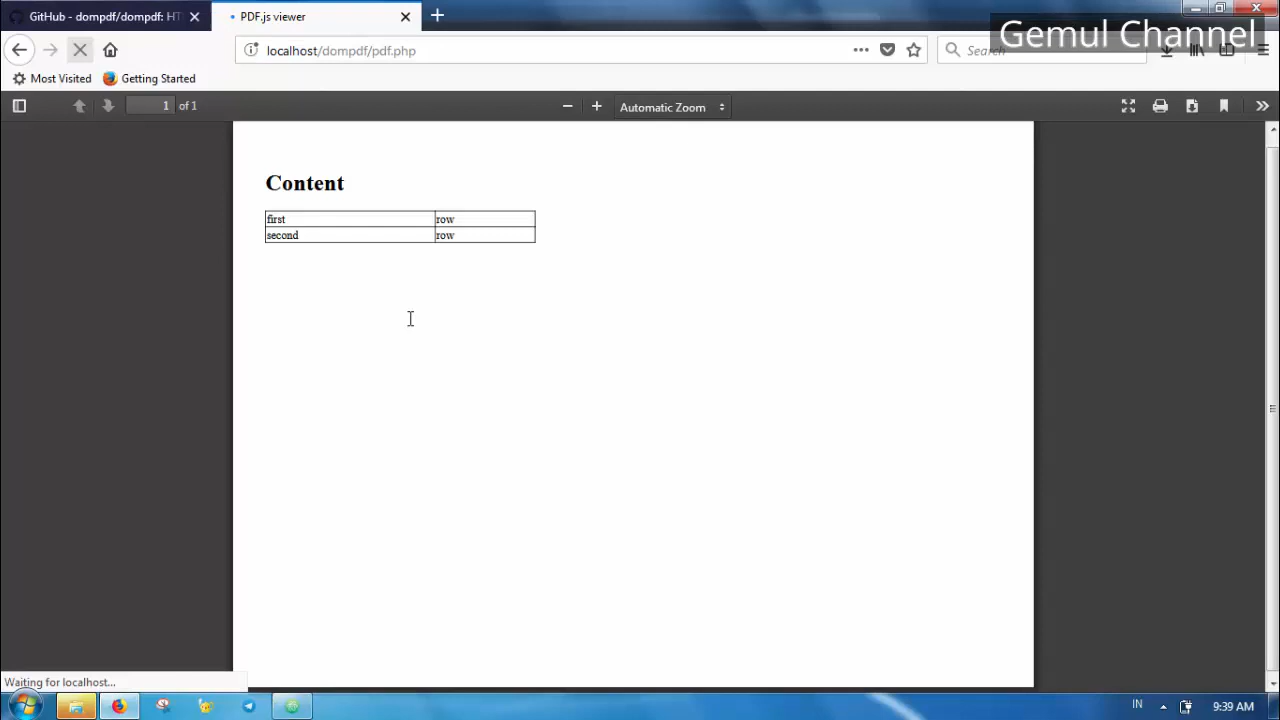 GitHub - dompdf/dompdf: HT
PDF.js viewer
Gemul Channel
localhost/dompdf/pdf.php
Search
Most Visited
Getting Started
1 of 1
Automatic Zoom
Content
first row
second row
Waiting for localhost...
IN
9:39 AM